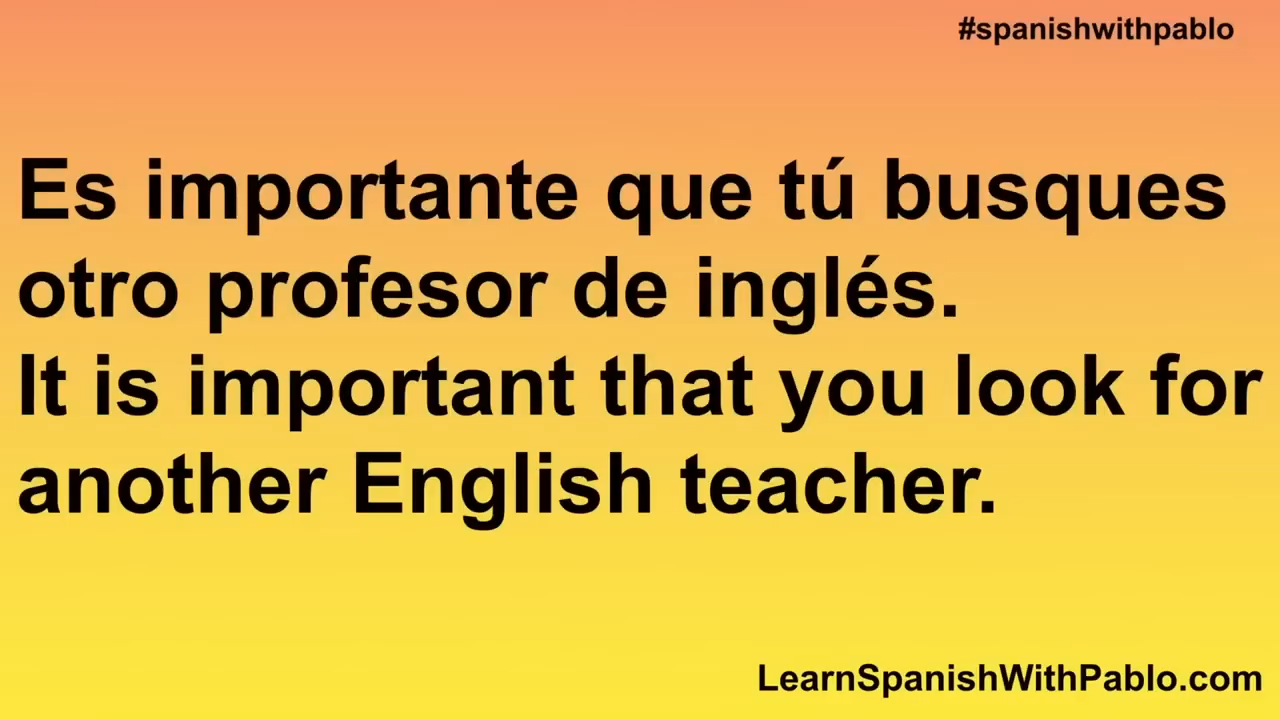 #spanishwithpablo
Es importante que tú busques
otro profesor de inglés.
It is important that you look for
another English teacher.
LearnSpanishWithPablo.com